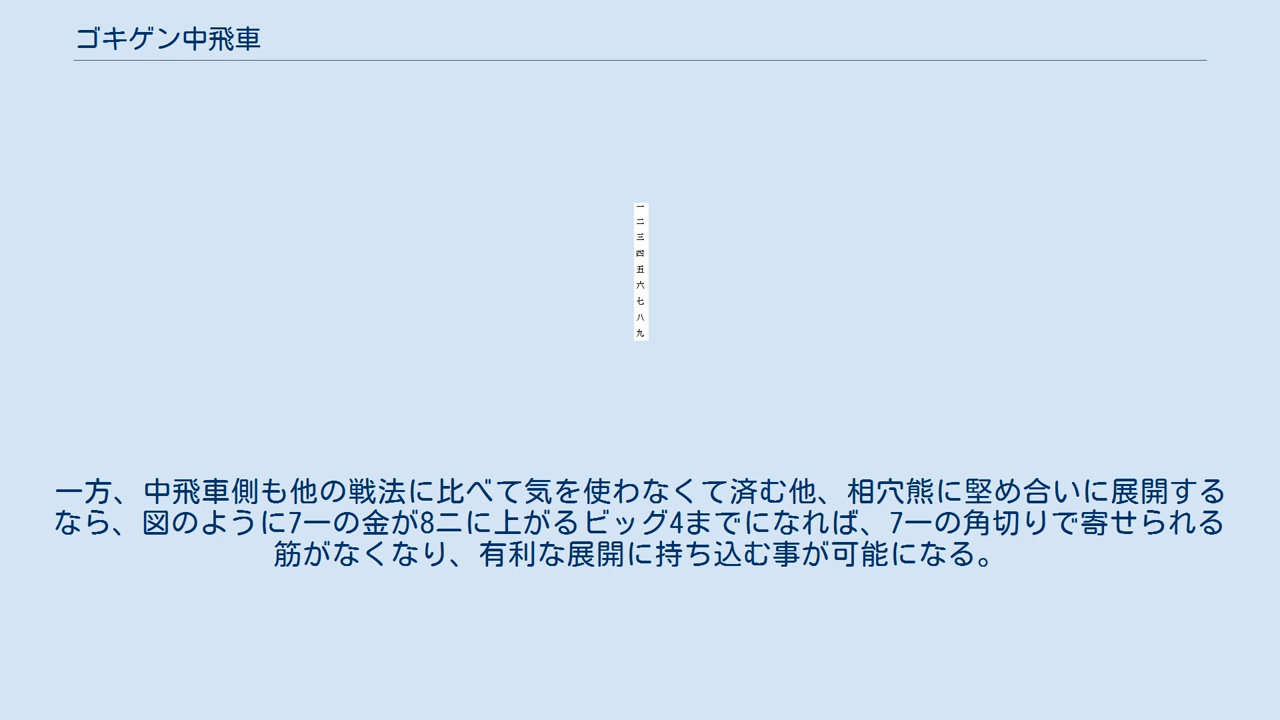 ゴキゲン中飛車
一
二
三
四
五
六
七
八
九
一方、中飛車側も他の戦法に比べて気を使わなくて済む他、相穴熊に堅め合いに展開する
なら、図のように7一の金が8二に上がるビッグ4までになれば、7一の角切りで寄せられる
筋がなくなり、有利な展開に持ち込む事が可能になる。